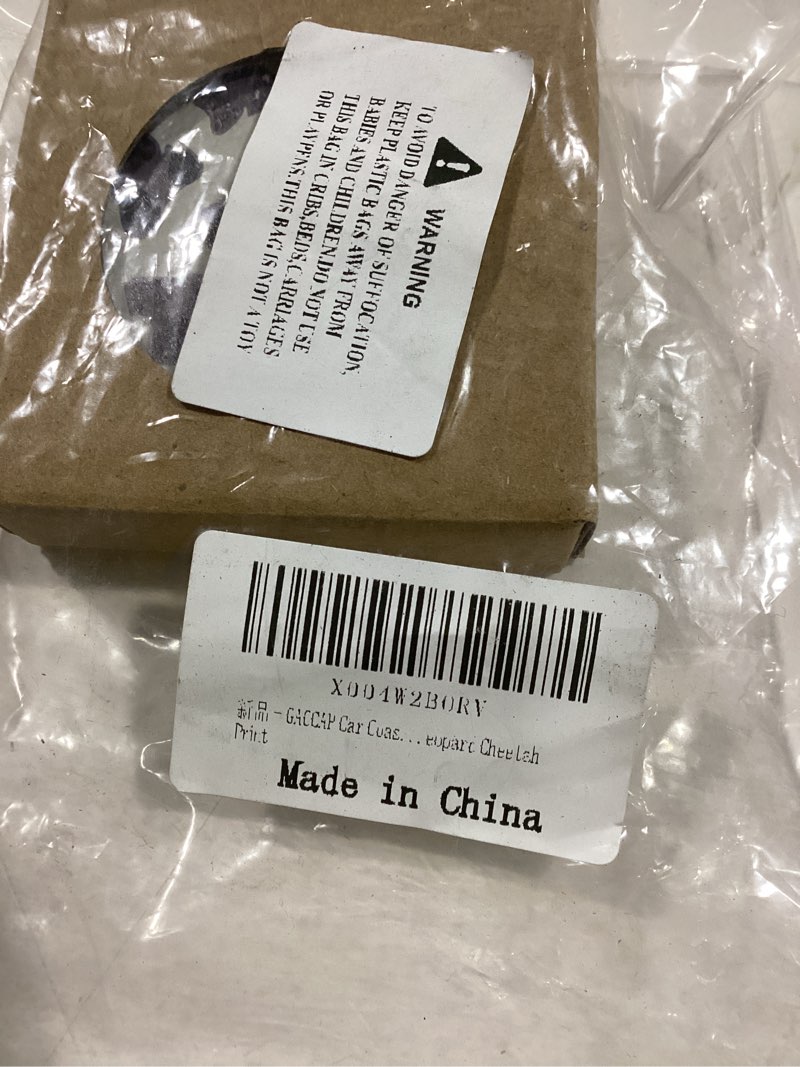 WARNING
TO AVOID DANGER OF SUFFOCATION,
KEEP PLASTIC BAGS AWAY FROM
BABIES AND CHILDREN.DO NOT USE
THIS BAG IN CRIBS,BEDS,CARRIAGES
OR PLAYPENS.THIS BAG IS NOT A TOY
X004W2B0RV
新品 - GACCAP Car Coas...eopard Cheetah
Print
Made in China